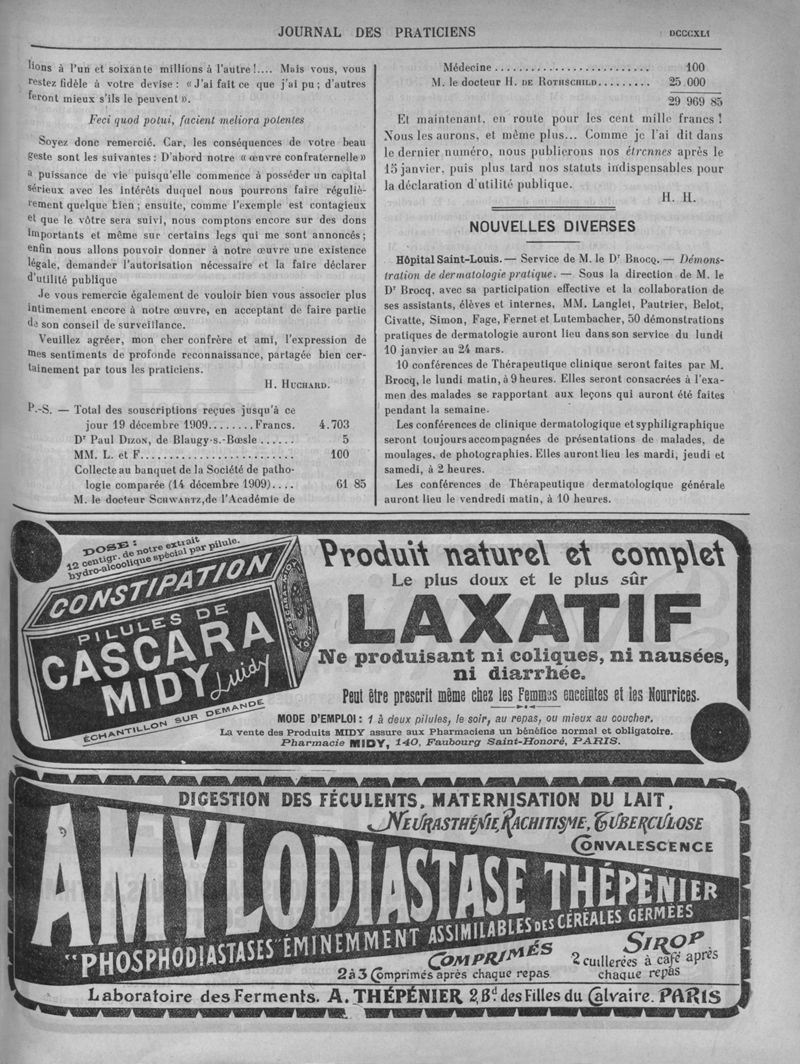 JOURNAL DES PRATICIENS
DCCCXLI
lions à l'un et soixante millions à l'autre!.... Mais vous, vous
restez fidèle à votre devise : « J'ai fait ce que j'ai pu ; d'autres
feront mieux s'ils le peuvent ».
Feci quod potui, facient meliora potentes
Soyez donc remercié. Car, les conséquences de votre beau
geste sont les suivantes : D'abord notre « œuvre confraternelle »
a puissance de vie puisqu'elle commence à posséder un capital
sérieux avec les intérêts duquel nous pourrons faire réguliè-
rement quelque bien ; ensuite, comme l'exemple est contagieux
et que le vôtre sera suivi, nous comptons encore sur des dons
importants et même sur certains legs qui me sont annoncés ;
enfin nous allons pouvoir donner à notre œuvre une existence
légale, demander l'autorisation nécessaire et la faire déclarer
d'utilité publique
Je vous remercie également de vouloir bien vous associer plus
intimement encore à notre œuvre, en acceptant de faire partie
de son conseil de surveillance.
Veuillez agréer, mon cher confrère et ami, l'expression de
mes sentiments de profonde reconnaissance, partagée bien cer-
tainement par tous les praticiens.
H. HUCHARD.
P.-S. — Total des souscriptions reçues jusqu'à ce
jour 19 décembre 1909........Francs. 4.703
Dr Paul DIZON, de Blaugy-s.-Bœsle ...... 5
MM. L. et F.......................... 100
Collecte au banquet de la Société de patho-
logie comparée (14 décembre 1909).... 61 85
M. le docteur SCHWARTZ, de l'Académie de
Médecine .......................... 100
M. le docteur H. DE ROTHSCHILD......... 25 000
29 969 85
Et maintenant, en route pour les cent mille francs !
Nous les aurons, et même plus... Comme je l'ai dit dans
le dernier numéro, nous publierons nos étrennes après le
15 janvier, puis plus tard nos statuts indispensables pour
la déclaration d'utilité publique.
H. H.
NOUVELLES DIVERSES
Hôpital Saint-Louis. — Service de M. le Dr BROCQ. — Démons-
tration de dermatologie pratique. — Sous la direction de M. le
Dr Brocq. avec sa participation effective et la collaboration de
ses assistants, élèves et internes, MM. Langlet, Pautrier, Belot,
Civatte, Simon, Fage, Fernet et Lutembacher, 50 démonstrations
pratiques de dermatologie auront lieu dans son service du lundi
10 janvier au 24 mars.
10 conférences de Thérapeutique clinique seront faites par M.
Brocq, le lundi matin, à 9 heures. Elles seront consacrées à l'exa-
men des malades se rapportant aux leçons qui auront été faites
pendant la semaine.
Les conférences de clinique dermatologique et syphiligraphique
seront toujours accompagnées de présentations de malades, de
moulages, de photographies. Elles auront lieu les mardi, jeudi et
samedi, à 2 heures.
Les conférences de Thérapeutique dermatologique générale
auront lieu le vendredi matin, à 10 heures.
DOSE :
12 centigr. de notre extrait
hydro-alcoolique spécial par pilule.
CONSTIPATION
PILULES DE
CASCARA
MIDY
Midy
CASCARA-MIDY
ÉCHANTILLON SUR DEMANDE
Produit naturel et complet
Le plus doux et le plus sûr
LAXATIF
Ne produisant ni coliques, ni nausées,
ni diarrhée.
Peut être prescrit même chez les Femmes enceintes et les Nourrices.
MODE D'EMPLOI : 1 à deux pilules, le soir, au repas, ou mieux au coucher.
La vente des Produits MIDY assure aux Pharmaciens un bénéfice normal et obligatoire.
Pharmacie MIDY, 140, Faubourg Saint-Honoré, PARIS.
DIGESTION DES FÉCULENTS, MATERNISATION DU LAIT,
NEURASTHÉNIE, RACHITISME, TUBERCULOSE
CONVALESCENCE
AMYLODIASTASE THÉPÉNIER
"PHOSPHODIASTASES" ÉMINEMMENT ASSIMILABLES DES CÉRÉALES GERMÉES
COMPRIMÉS
2 à 3 Comprimés après chaque repas
SIROP
2 cuillerées à café après
chaque repas
Laboratoire des Ferments. A. THÉPÉNIER 2, Bd des Filles du Calvaire. PARIS